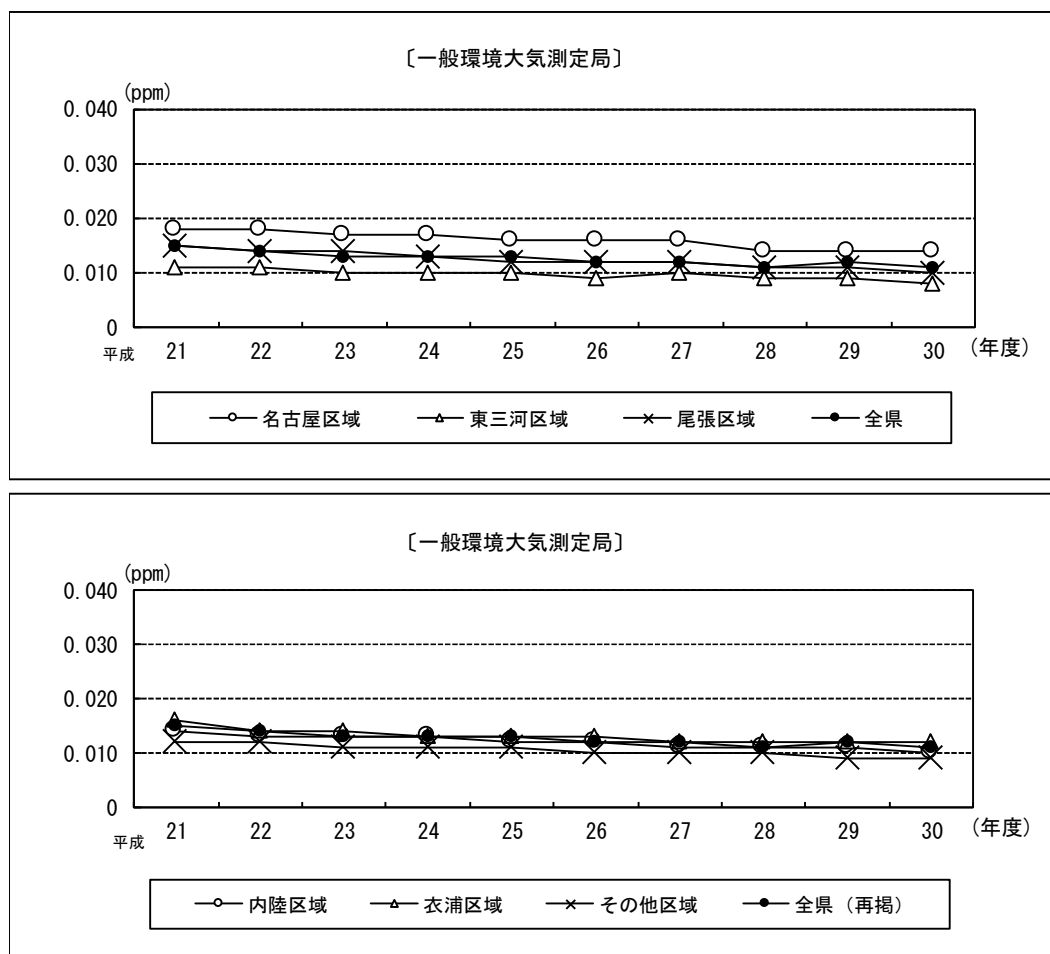 〔一般環境大気測定局〕
(ppm)
0.040
0.030
0.020
0.010
0
平成 21 22 23 24 25 26 27 28 29 30 (年度)
名古屋区域 東三河区域 尾張区域 全県
〔一般環境大気測定局〕
(ppm)
0.040
0.030
0.020
0.010
0
平成 21 22 23 24 25 26 27 28 29 30 (年度)
内陸区域 衣浦区域 その他区域 全県（再掲）